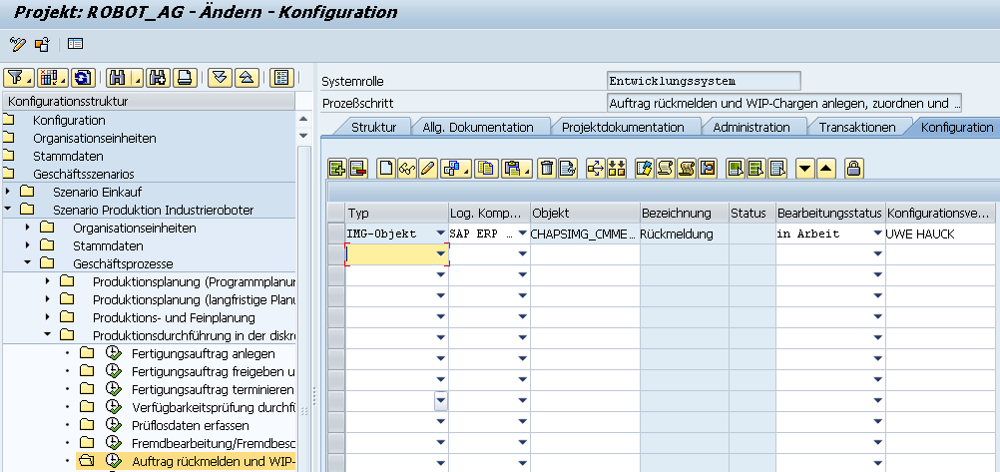 Projekt: ROBOT_AG - Ändern - Konfiguration
Systemrolle
Entwicklungssystem
Prozeßschritt
Auftrag rückmelden und WIP-Chargen anlegen, zuordnen und ...
Struktur
Allg. Dokumentation
Projektdokumentation
Administration
Transaktionen
Konfiguration
Konfigurationsstruktur
Konfiguration
Organisationseinheiten
Stammdaten
Geschäftsszenarios
Szenario Einkauf
Szenario Produktion Industrieroboter
Organisationseinheiten
Stammdaten
Geschäftsprozesse
Produktionsplanung (Programmplanun
Produktionsplanung (langfristige Planu
Produktions- und Feinplanung
Produktionsdurchführung in der diskre
Fertigungsauftrag anlegen
Fertigungsauftrag freigeben u
Fertigungsauftrag terminieren
Verfügbarkeitsprüfung durchfü
Prüflosdaten erfassen
Fremdbearbeitung/Fremdbesc
Auftrag rückmelden und WIP-
Typ Log. Komp... Objekt Bezeichnung Status Bearbeitungsstatus Konfigurationsve...
IMG-Objekt SAP ERP ... CHAPSIMG_CMME... Rückmeldung in Arbeit UWE HAUCK